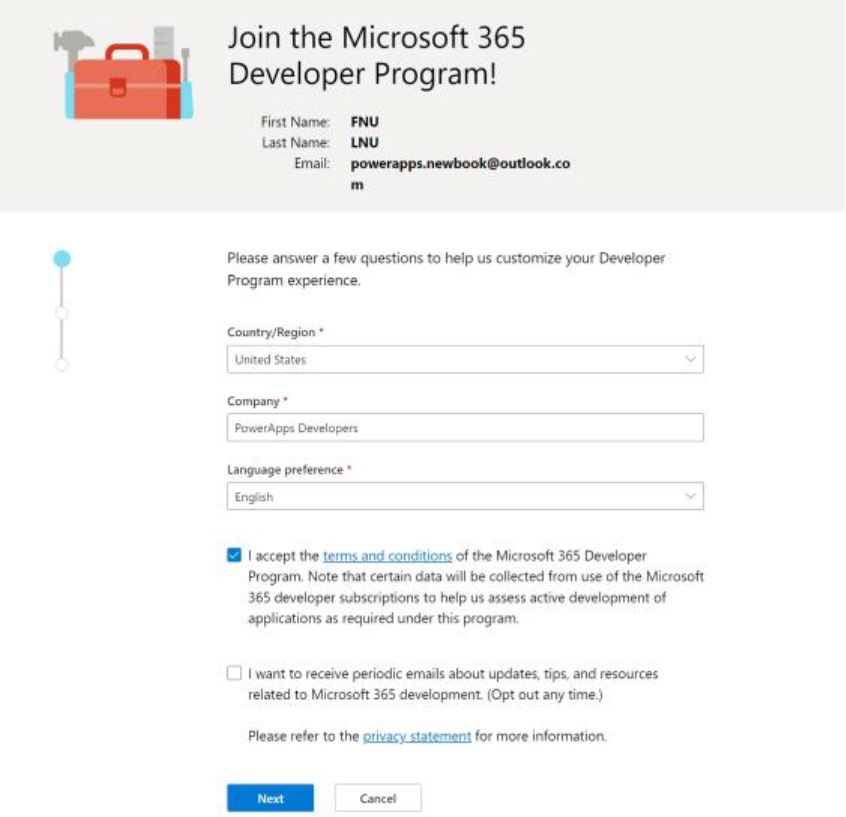 Join the Microsoft 365
Developer Program!
First Name: FNU
Last Name: LNU
Email: powerapps.newbook@outlook.co
m
Please answer a few questions to help us customize your Developer
Program experience.
Country/Region *
United States
Company *
PowerApps Developers
Language preference *
English
I accept the terms and conditions of the Microsoft 365 Developer
Program. Note that certain data will be collected from use of the Microsoft
365 developer subscriptions to help us assess active development of
applications as required under this program.
I want to receive periodic emails about updates, tips, and resources
related to Microsoft 365 development. (Opt out any time.)
Please refer to the privacy statement for more information.
Next Cancel